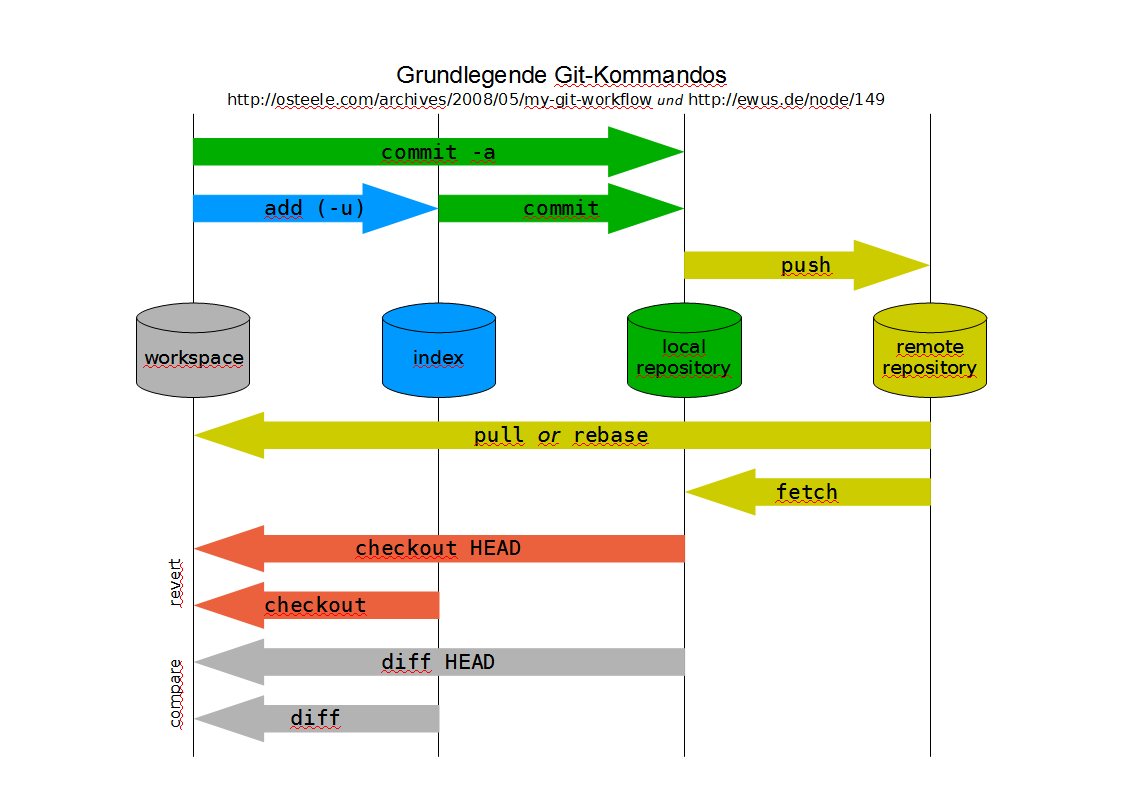 Grundlegende Git-Kommandos
http://osteele.com/archives/2008/05/my-git-workflow und http://ewus.de/node/149
commit -a
add (-u)
commit
push
workspace
index
local
repository
remote
repository
pull or rebase
fetch
checkout HEAD
revert
checkout
diff HEAD
compare
diff